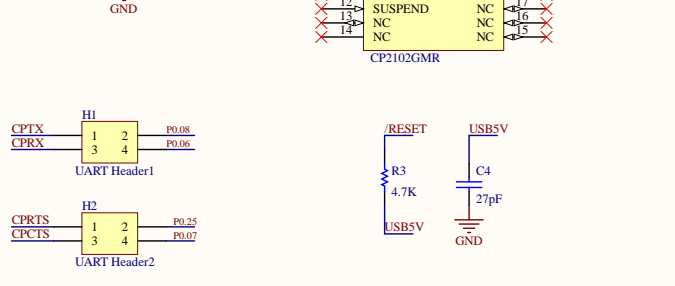 GND
12 SUSPEND NC 17
13 NC NC 16
14 NC NC 15
CP2102GMR
H1
CPTX 1 2 P0.08
CPRX 3 4 P0.06
UART Header1
/RESET
R3
4.7K
USB5V
USB5V
C4
27pF
GND
H2
CPRTS 1 2 P0.25
CPCTS 3 4 P0.07
UART Header2